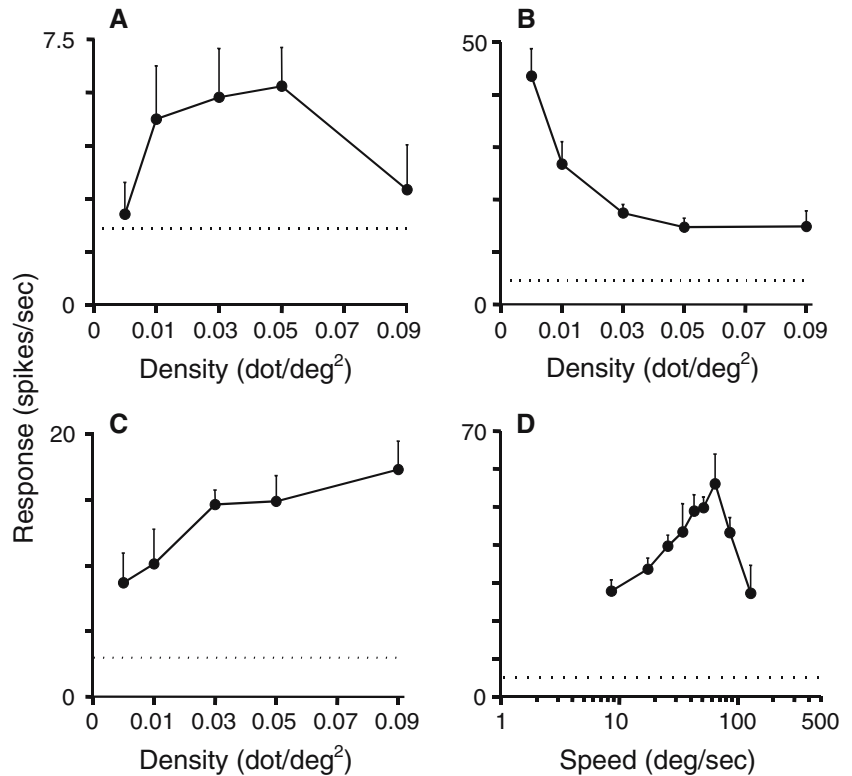 A
7.5
0
0 0.01 0.03 0.05 0.07 0.09
Density (dot/deg²)
B
50
0
0 0.01 0.03 0.05 0.07 0.09
Density (dot/deg²)
Response (spikes/sec)
C
20
0
0 0.01 0.03 0.05 0.07 0.09
Density (dot/deg²)
D
70
0
1 10 100 500
Speed (deg/sec)